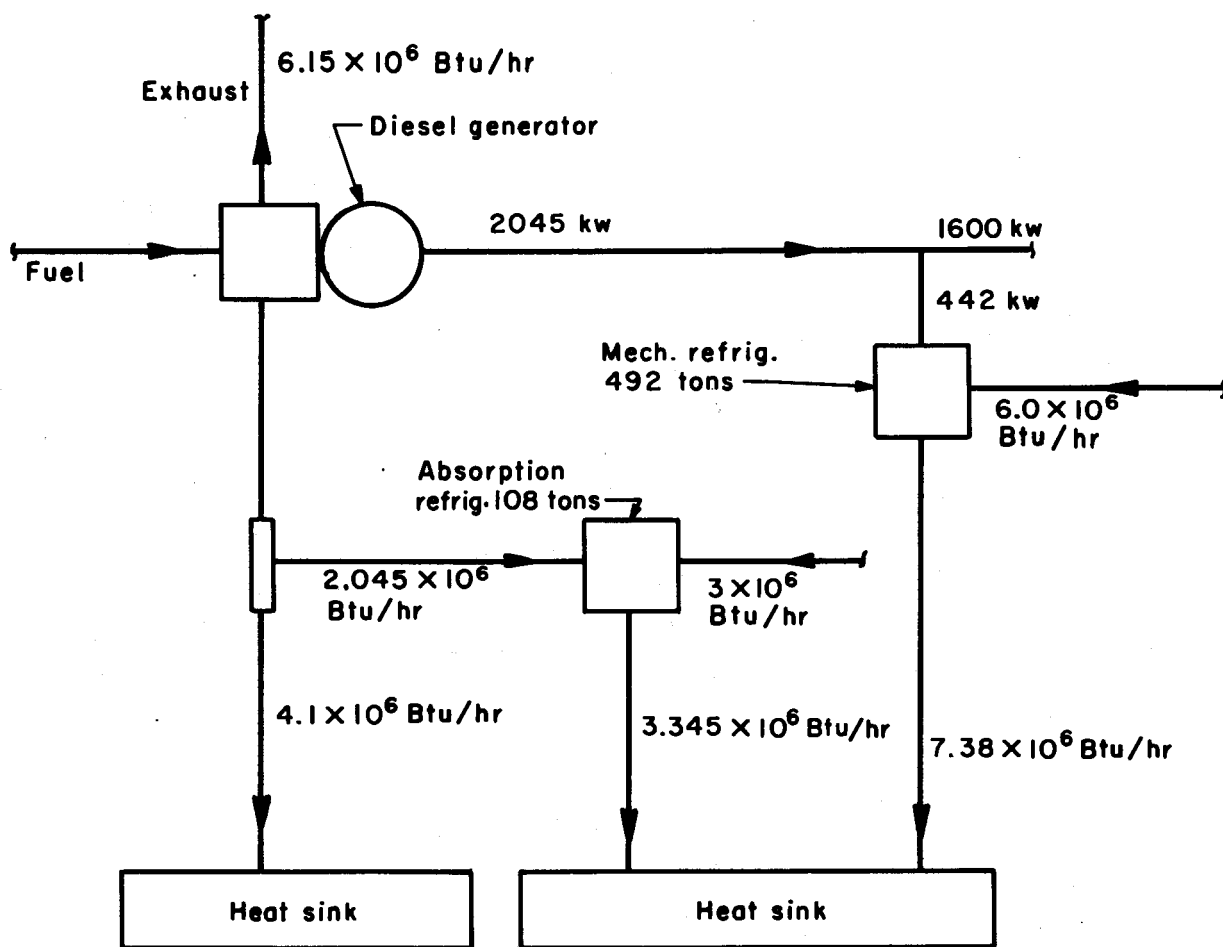 6.15 × 10⁶ Btu/hr
Exhaust
Diesel generator
2045 kw
1600 kw
Fuel
442 kw
Mech. refrig.
492 tons
6.0 × 10⁶
Btu/hr
Absorption
refrig. 108 tons
2.045 × 10⁶
Btu/hr
3 × 10⁶
Btu/hr
4.1 × 10⁶ Btu/hr
3.345 × 10⁶ Btu/hr
7.38 × 10⁶ Btu/hr
Heat sink
Heat sink